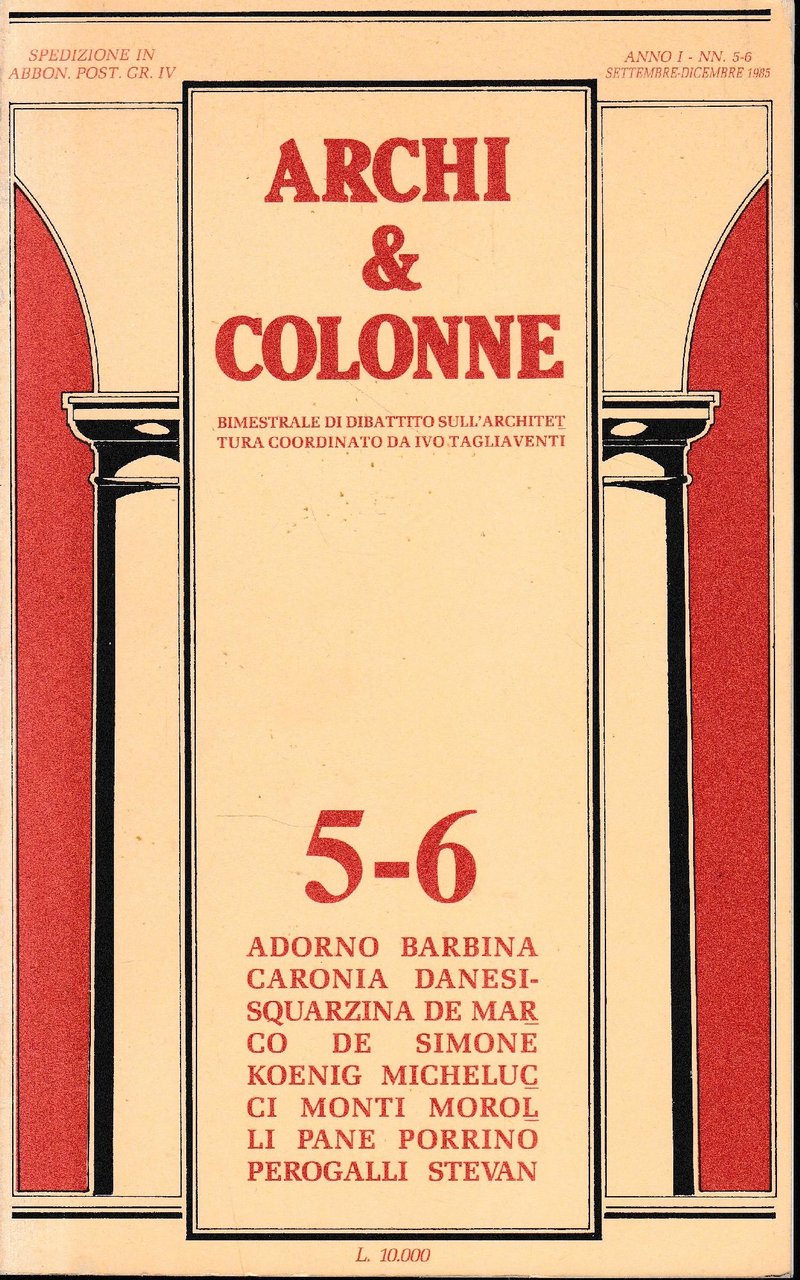 SPEDIZIONE IN
ABBON. POST. GR. IV
ANNO I - NN. 5-6
SETTEMBRE-DICEMBRE 1985
ARCHI
&
COLONNE
BIMESTRALE DI DIBATTITO SULL'ARCHITET
TURA COORDINATO DA IVO TAGLIAVENTI
5-6
ADORNO BARBINA
CARONIA DANESI-
SQUARZINA DE MAR
CO DE SIMONE
KOENIG MICHELUC
CI MONTI MOROL
LI PANE PORRINO
PEROGALLI STEVAN
L. 10.000